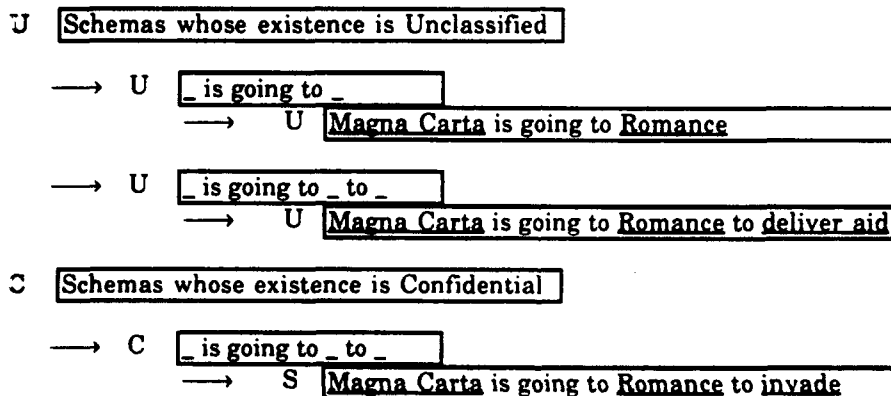 U Schemas whose existence is Unclassified
→ U _ is going to _
→ U Magna Carta is going to Romance
→ U _ is going to _ to _
→ U Magna Carta is going to Romance to deliver aid
C Schemas whose existence is Confidential
→ C _ is going to _ to _
→ S Magna Carta is going to Romance to invade